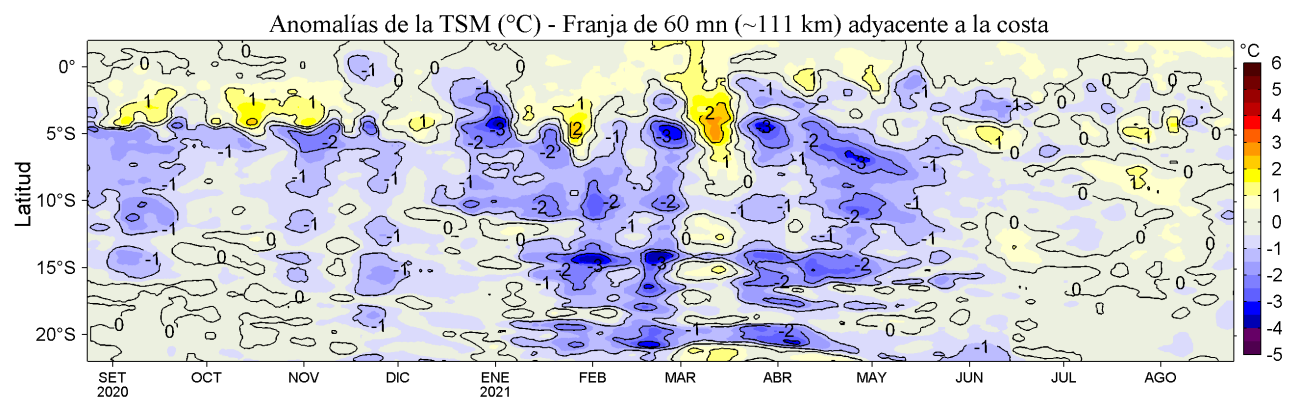 Anomalías de la TSM (°C) - Franja de 60 mn (~111 km) adyacente a la costa
°C
6
5
4
3
2
1
0
-1
-2
-3
-4
-5
Latitud
0°
5°S
10°S
15°S
20°S
SET OCT NOV DIC ENE FEB MAR ABR MAY JUN JUL AGO
2020 2021